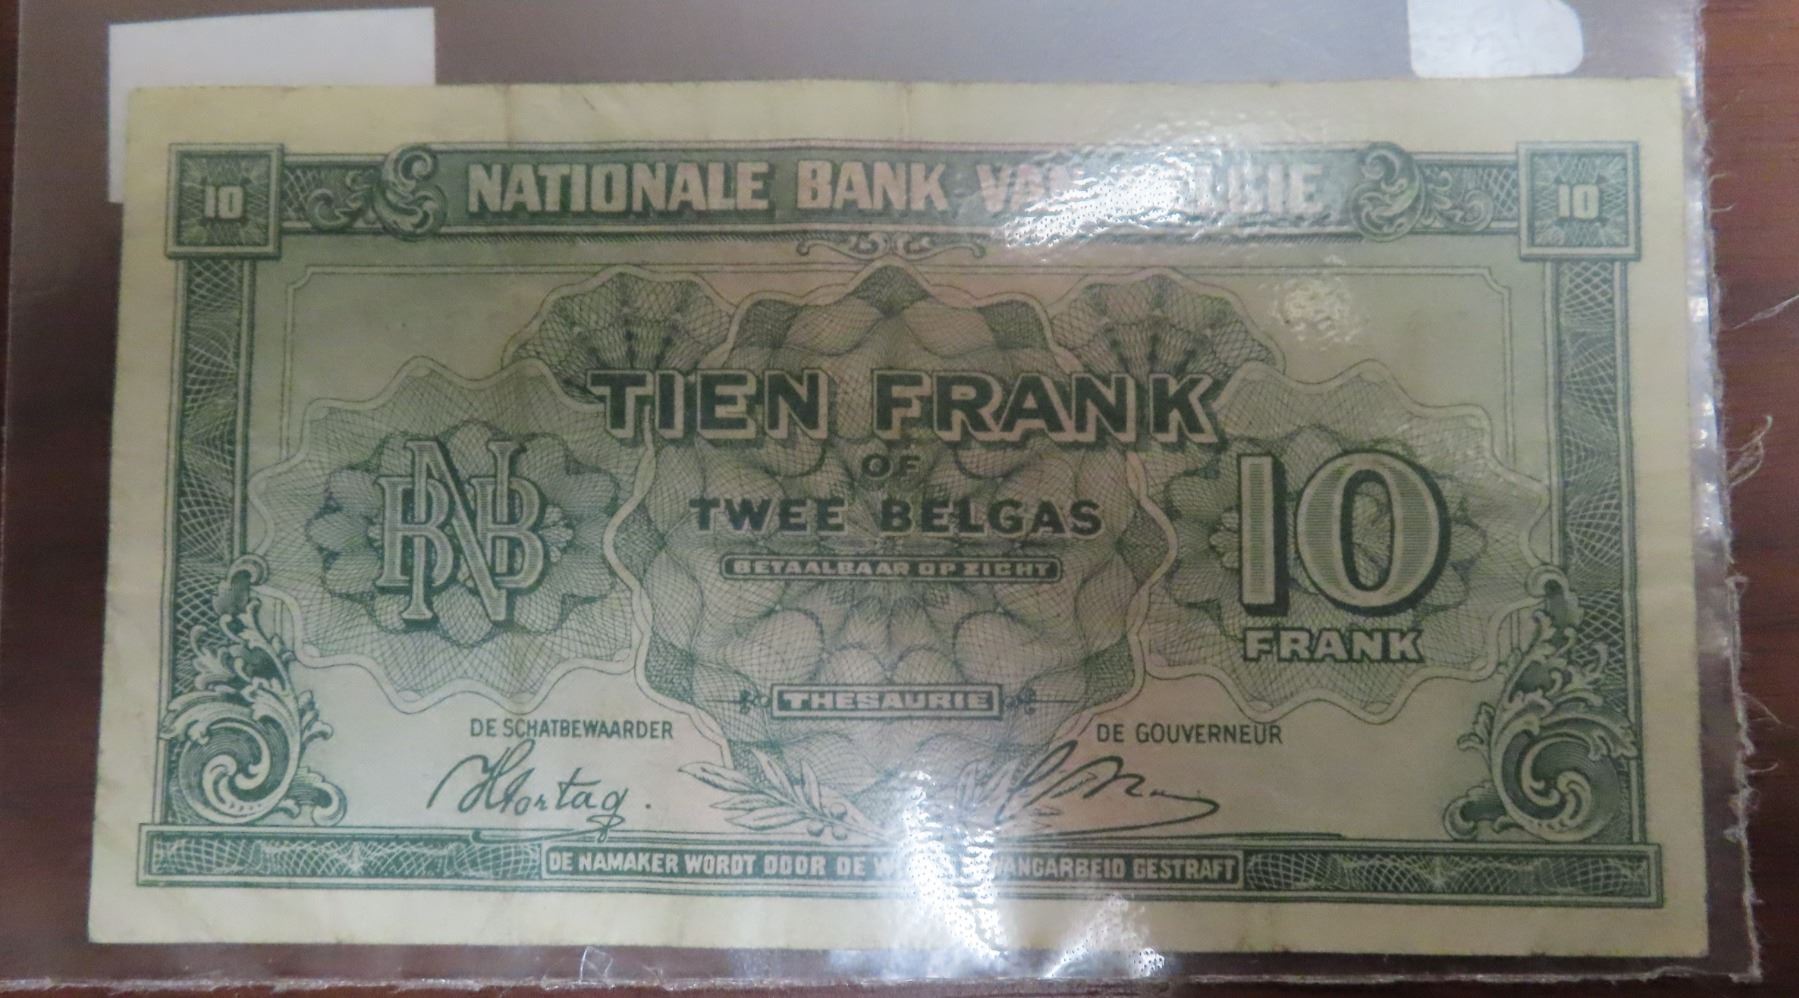 10 NATIONALE BANK 10
TIEN FRANK
OF
TWEE BELGAS
BETAALBAAR OP ZICHT
BNB
10
FRANK
THESAURIE
DE SCHATBEWAARDER
DE GOUVERNEUR
DE NAMAKER WORDT DOOR DE GESTRAFT